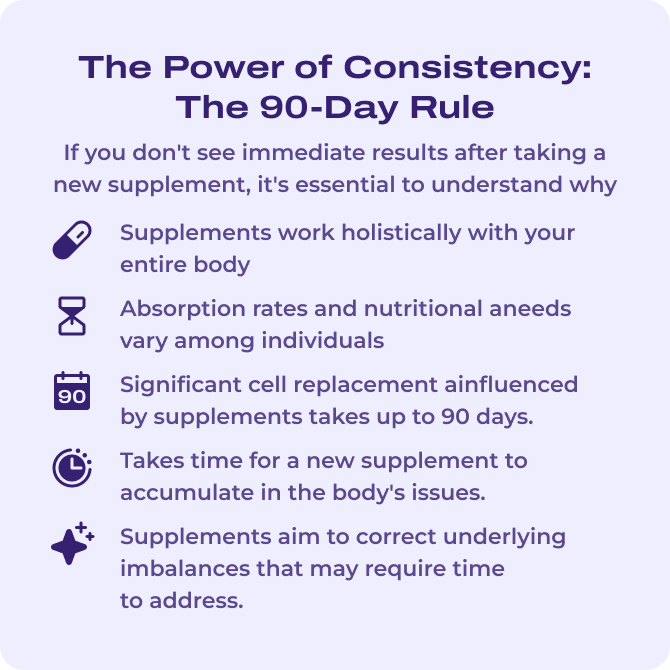 The Power of Consistency:
The 90-Day Rule
If you don't see immediate results after taking a
new supplement, it's essential to understand why
Supplements work holistically with your
entire body
Absorption rates and nutritional aneeds
vary among individuals
90
Significant cell replacement ainfluenced
by supplements takes up to 90 days.
Takes time for a new supplement to
accumulate in the body's issues.
Supplements aim to correct underlying
imbalances that may require time
to address.